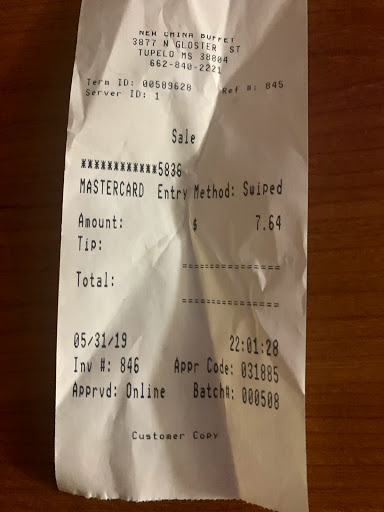 NEW CHINA BUFFET
3877 N GLOSTER ST
TUPELO MS 38804
662-840-2221
Term ID: 00589628 Ref #: 845
Server ID: 1
Sale
************5836
MASTERCARD Entry Method: Swiped
Amount: $ 7.64
Tip:
===============
Total:
===============
05/31/19 22:01:28
Inv #: 846 Appr Code: 031885
Apprvd: Online Batch#: 000508
Customer Copy